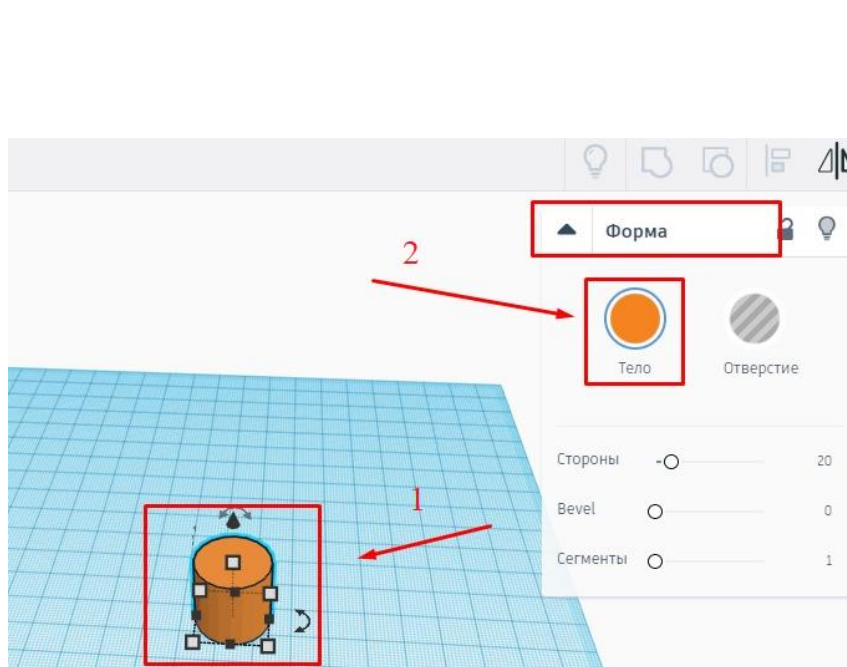 Форма
2
Тело
Отверстие
Стороны 20
1
Bevel 0
Сегменты 1